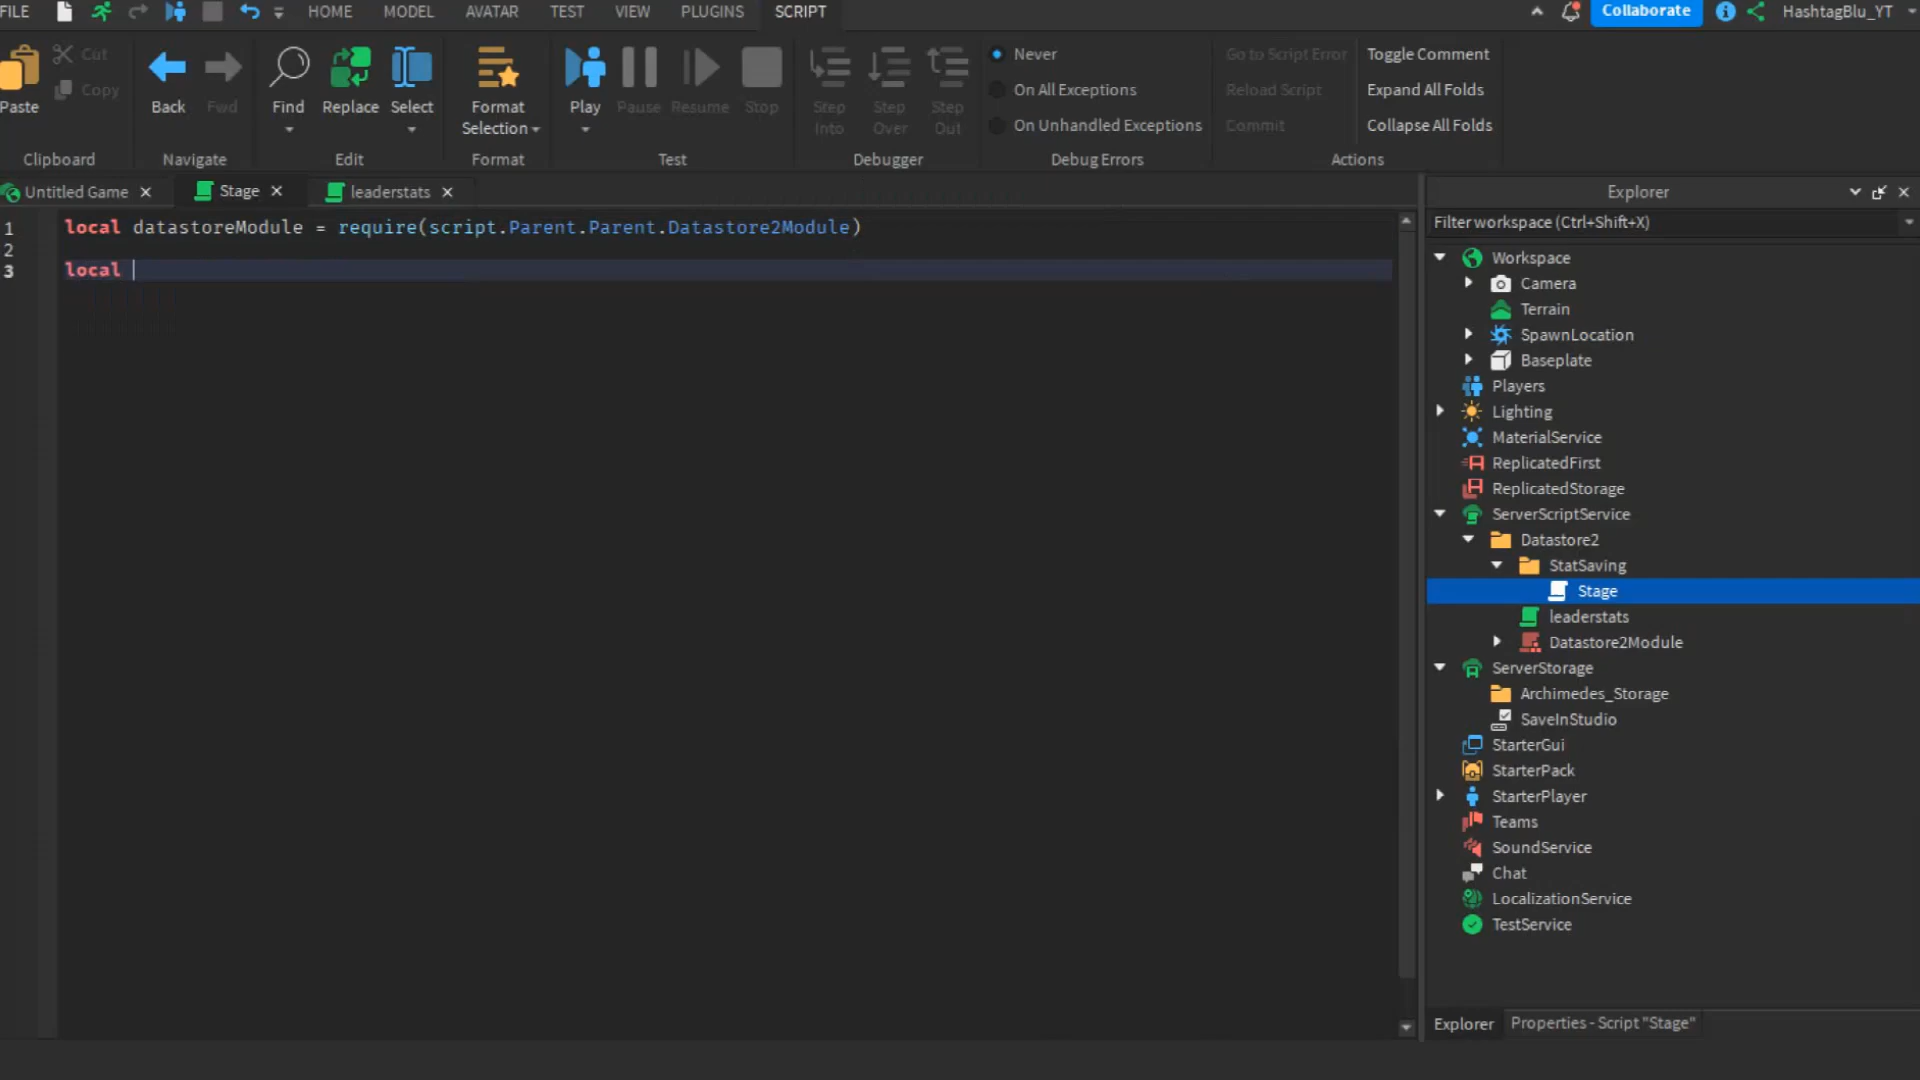 FILE
HOME
MODEL
AVATAR
TEST
VIEW
PLUGINS
SCRIPT
Collaborate
HashtagBlu_YT
Paste
Cut
Copy
Clipboard
Back
Fwd
Navigate
Find
Replace
Select
Edit
Format
Selection
Format
Play
Pause
Resume
Stop
Test
Step
Into
Step
Over
Step
Out
Debugger
Never
On All Exceptions
On Unhandled Exceptions
Debug Errors
Go to Script Error
Reload Script
Commit
Toggle Comment
Expand All Folds
Collapse All Folds
Actions
Untitled Game
Stage
leaderstats
1 local datastoreModule = require(script.Parent.Parent.Datastore2Module)
2
3 local
Explorer
Filter workspace (Ctrl+Shift+X)
Workspace
Camera
Terrain
SpawnLocation
Baseplate
Players
Lighting
MaterialService
ReplicatedFirst
ReplicatedStorage
ServerScriptService
Datastore2
StatSaving
Stage
leaderstats
Datastore2Module
ServerStorage
Archimedes_Storage
SaveInStudio
StarterGui
StarterPack
StarterPlayer
Teams
SoundService
Chat
LocalizationService
TestService
Explorer
Properties - Script "Stage"